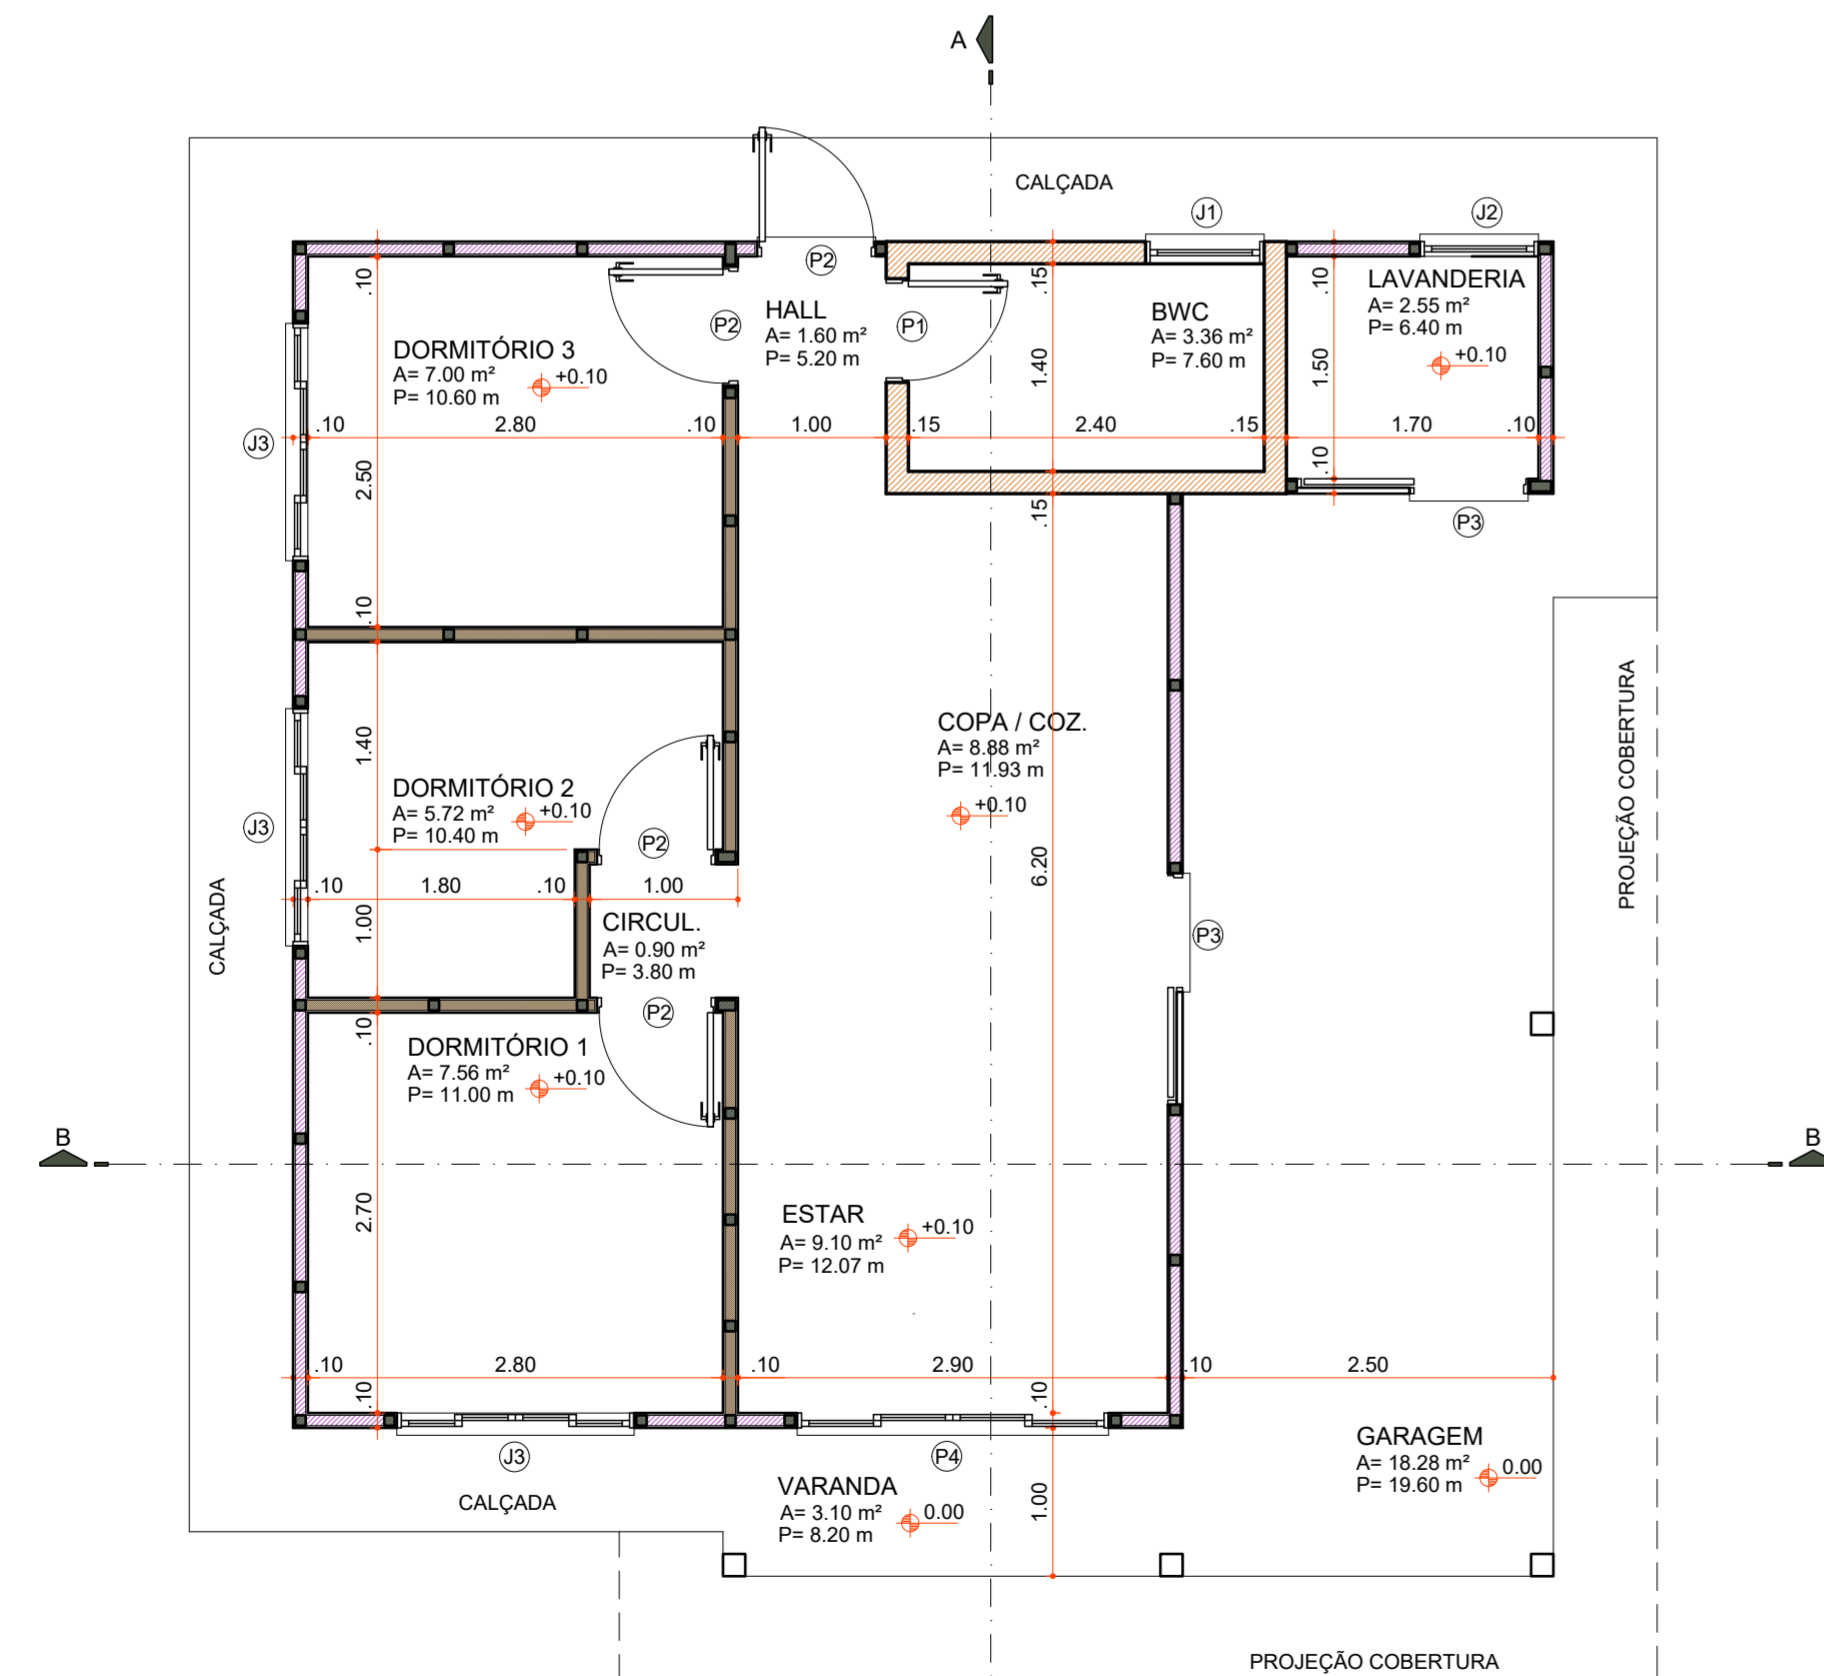 A
CALÇADA
J1
J2
P2
HALL
A= 1.60 m²
P= 5.20 m
P2
P1
BWC
A= 3.36 m²
P= 7.60 m
LAVANDERIA
A= 2.55 m²
P= 6.40 m
+0.10
.10
.15
.10
DORMITÓRIO 3
A= 7.00 m²
P= 10.60 m
+0.10
1.40
1.50
J3
.10
2.80
.10
1.00
.15
2.40
.15
1.70
.10
2.50
.15
.10
P3
.10
1.40
DORMITÓRIO 2
A= 5.72 m²
P= 10.40 m
+0.10
COPA / COZ.
A= 8.88 m²
P= 11.93 m
+0.10
PROJEÇÃO COBERTURA
J3
P2
6.20
.10
1.80
.10
1.00
CALÇADA
1.00
CIRCUL.
A= 0.90 m²
P= 3.80 m
P3
P2
.10
DORMITÓRIO 1
A= 7.56 m²
P= 11.00 m
+0.10
B
B
2.70
ESTAR
A= 9.10 m²
P= 12.07 m
+0.10
.10
2.80
.10
2.90
.10
2.50
.10
.10
J3
P4
CALÇADA
VARANDA
A= 3.10 m²
P= 8.20 m
0.00
1.00
GARAGEM
A= 18.28 m²
P= 19.60 m
0.00
PROJEÇÃO COBERTURA